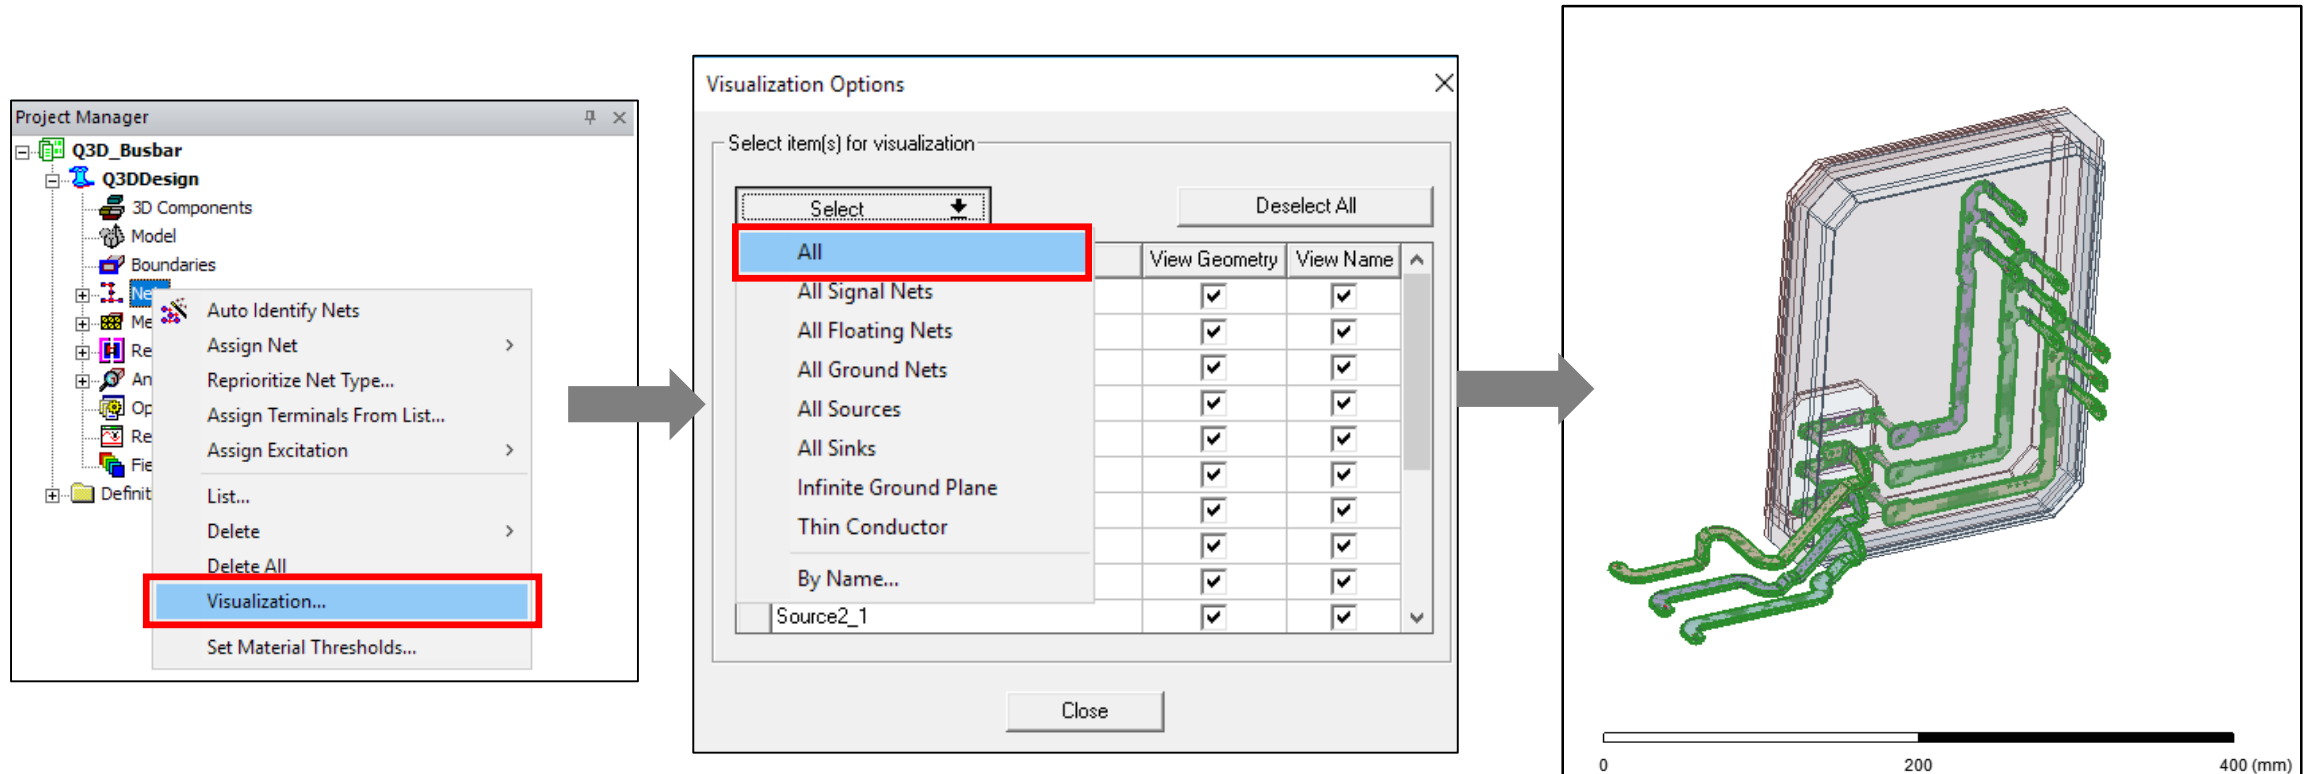 Project Manager
Q3D_Busbar
Q3DDesign
3D Components
Model
Boundaries
Ne
Me
Re
An
Op
Re
Fie
Definit
Auto Identify Nets
Assign Net
Reprioritize Net Type...
Assign Terminals From List...
Assign Excitation
List...
Delete
Delete All
Visualization...
Set Material Thresholds...
Visualization Options
Select item(s) for visualization
Select
Deselect All
View Geometry
View Name
All
All Signal Nets
All Floating Nets
All Ground Nets
All Sources
All Sinks
Infinite Ground Plane
Thin Conductor
By Name...
Source2_1
Close
0 200 400 (mm)